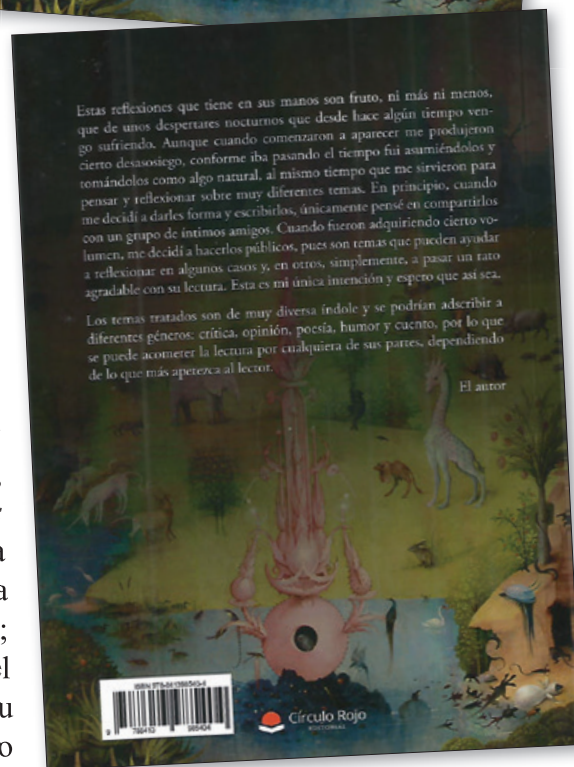 Estas reflexiones que tiene en sus manos son fruto, ni más ni menos,
que de unos despertares nocturnos que desde hace algún tiempo ven-
go sufriendo. Aunque cuando comenzaron a aparecer me produjeron
cierto desasosiego, conforme iba pasando el tiempo fui asumiéndolos y
tomándolos como algo natural, al mismo tiempo que me sirvieron para
pensar y reflexionar sobre muy diferentes temas. En principio, cuando
me decidí a darles forma y escribirlos, únicamente pensé en compartirlos
con un grupo de íntimos amigos. Cuando fueron adquiriendo cierto vo-
lumen, me decidí a hacerlos públicos, pues son temas que pueden ayudar
a reflexionar en algunos casos y, en otros, simplemente, a pasar un rato
agradable con su lectura. Esta es mi única intención y espero que así sea.
Los temas tratados son de muy diversa índole y se podrían adscribir a
diferentes géneros: crítica, opinión, poesía, humor y cuento, por lo que
se puede acometer la lectura por cualquiera de sus partes, dependiendo
de lo que más apetezca al lector.
El autor
a
a
;
el
u
o
ISBN
Círculo Rojo
EDITORIAL